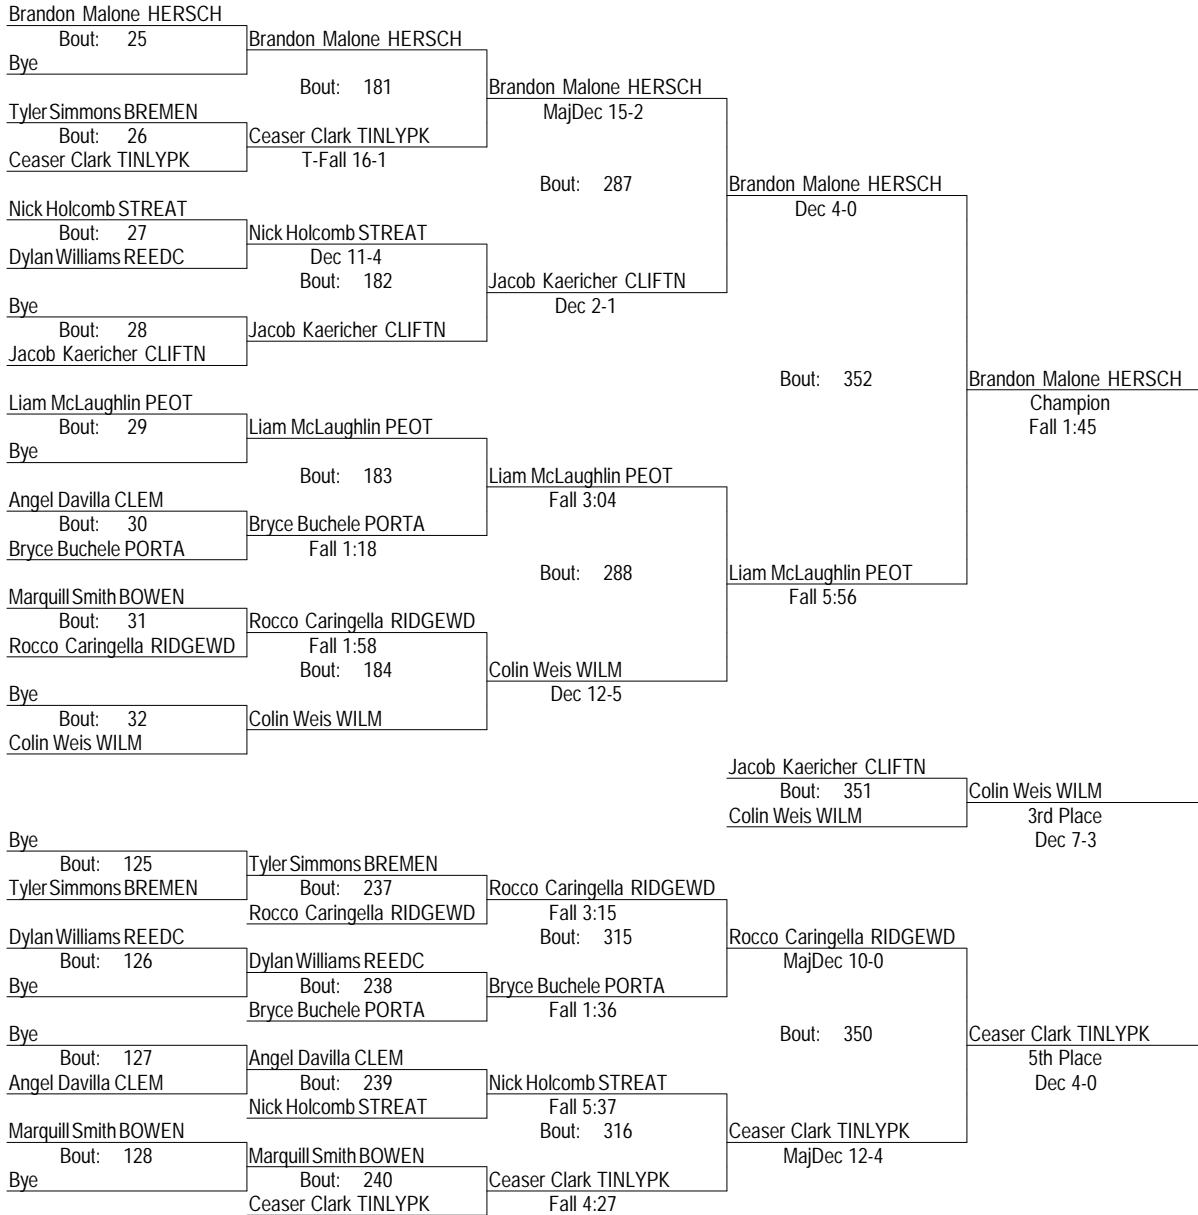 Brandon Malone HERSCH
Bout: 25
Brandon Malone HERSCH
Bye
Bout: 181
Brandon Malone HERSCH
Tyler Simmons BREMEN
MajDec 15-2
Bout: 26
Ceaser Clark TINLYPK
Ceaser Clark TINLYPK
T-Fall 16-1
Bout: 287
Brandon Malone HERSCH
Dec 4-0
Nick Holcomb STREAT
Bout: 27
Nick Holcomb STREAT
Dylan Williams REEDC
Dec 11-4
Bout: 182
Jacob Kaericher CLIFTN
Dec 2-1
Bye
Bout: 28
Jacob Kaericher CLIFTN
Jacob Kaericher CLIFTN
Bout: 352
Brandon Malone HERSCH
Champion
Fall 1:45
Liam McLaughlin PEOT
Bout: 29
Liam McLaughlin PEOT
Bye
Bout: 183
Liam McLaughlin PEOT
Fall 3:04
Angel Davilla CLEM
Bout: 30
Bryce Buchele PORTA
Bryce Buchele PORTA
Fall 1:18
Bout: 288
Liam McLaughlin PEOT
Fall 5:56
Marquill Smith BOWEN
Bout: 31
Rocco Caringella RIDGEWD
Rocco Caringella RIDGEWD
Fall 1:58
Bout: 184
Colin Weis WILM
Dec 12-5
Bye
Bout: 32
Colin Weis WILM
Colin Weis WILM
Jacob Kaericher CLIFTN
Bout: 351
Colin Weis WILM
Colin Weis WILM
3rd Place
Dec 7-3
Bye
Bout: 125
Tyler Simmons BREMEN
Tyler Simmons BREMEN
Bout: 237
Rocco Caringella RIDGEWD
Rocco Caringella RIDGEWD
Fall 3:15
Bout: 315
Rocco Caringella RIDGEWD
MajDec 10-0
Dylan Williams REEDC
Bout: 126
Dylan Williams REEDC
Bye
Bout: 238
Bryce Buchele PORTA
Bryce Buchele PORTA
Fall 1:36
Bye
Bout: 350
Ceaser Clark TINLYPK
5th Place
Dec 4-0
Bout: 127
Angel Davilla CLEM
Angel Davilla CLEM
Bout: 239
Nick Holcomb STREAT
Nick Holcomb STREAT
Fall 5:37
Bout: 316
Ceaser Clark TINLYPK
MajDec 12-4
Marquill Smith BOWEN
Bout: 128
Marquill Smith BOWEN
Bye
Bout: 240
Ceaser Clark TINLYPK
Ceaser Clark TINLYPK
Fall 4:27